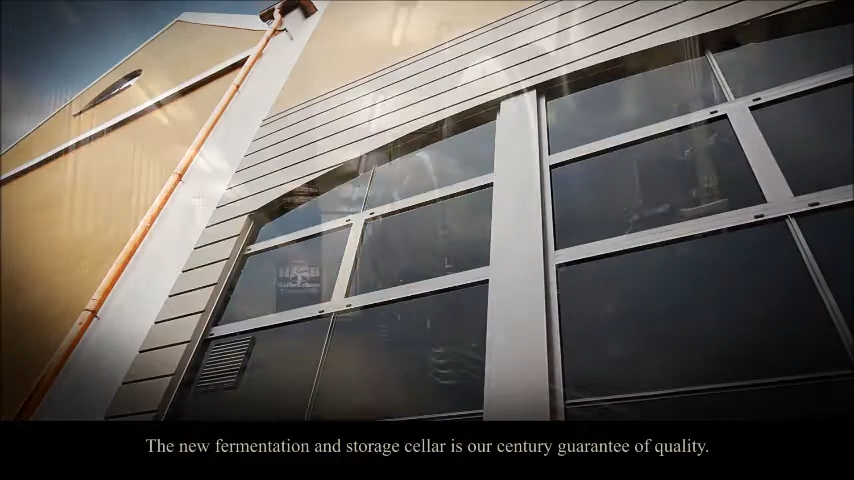 H B
The new fermentation and storage cellar is our century guarantee of quality.